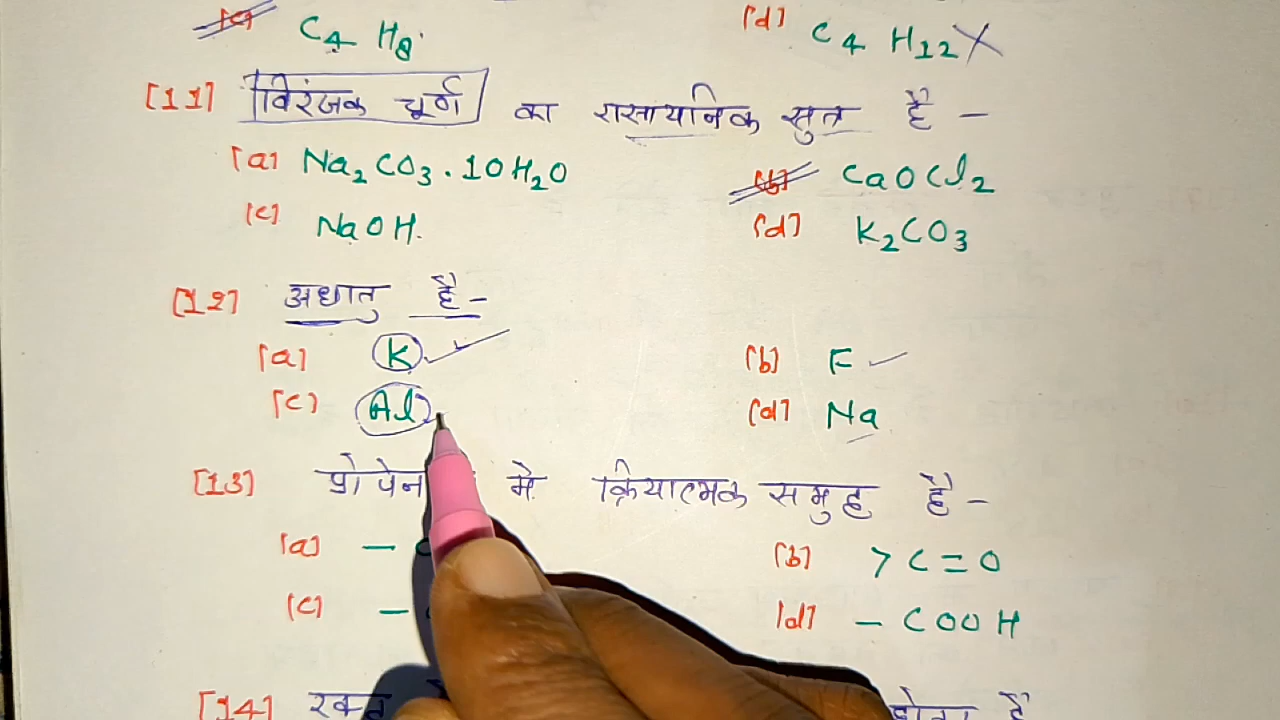 [c] C4 H8 [d] C4 H12
[11] विरंजक चूर्ण का रासायनिक सुत्र है -
[a] Na2CO3.10H2O [b] CaOCl2
[c] NaOH. [d] K2CO3
[12] अधातु है -
[a] K [b] F
[c] Al [d] Na
[13] में क्रियात्मक समुह है -
[a] - [b] >C=O
[c] - [d] - COOH
[14] रक्त है